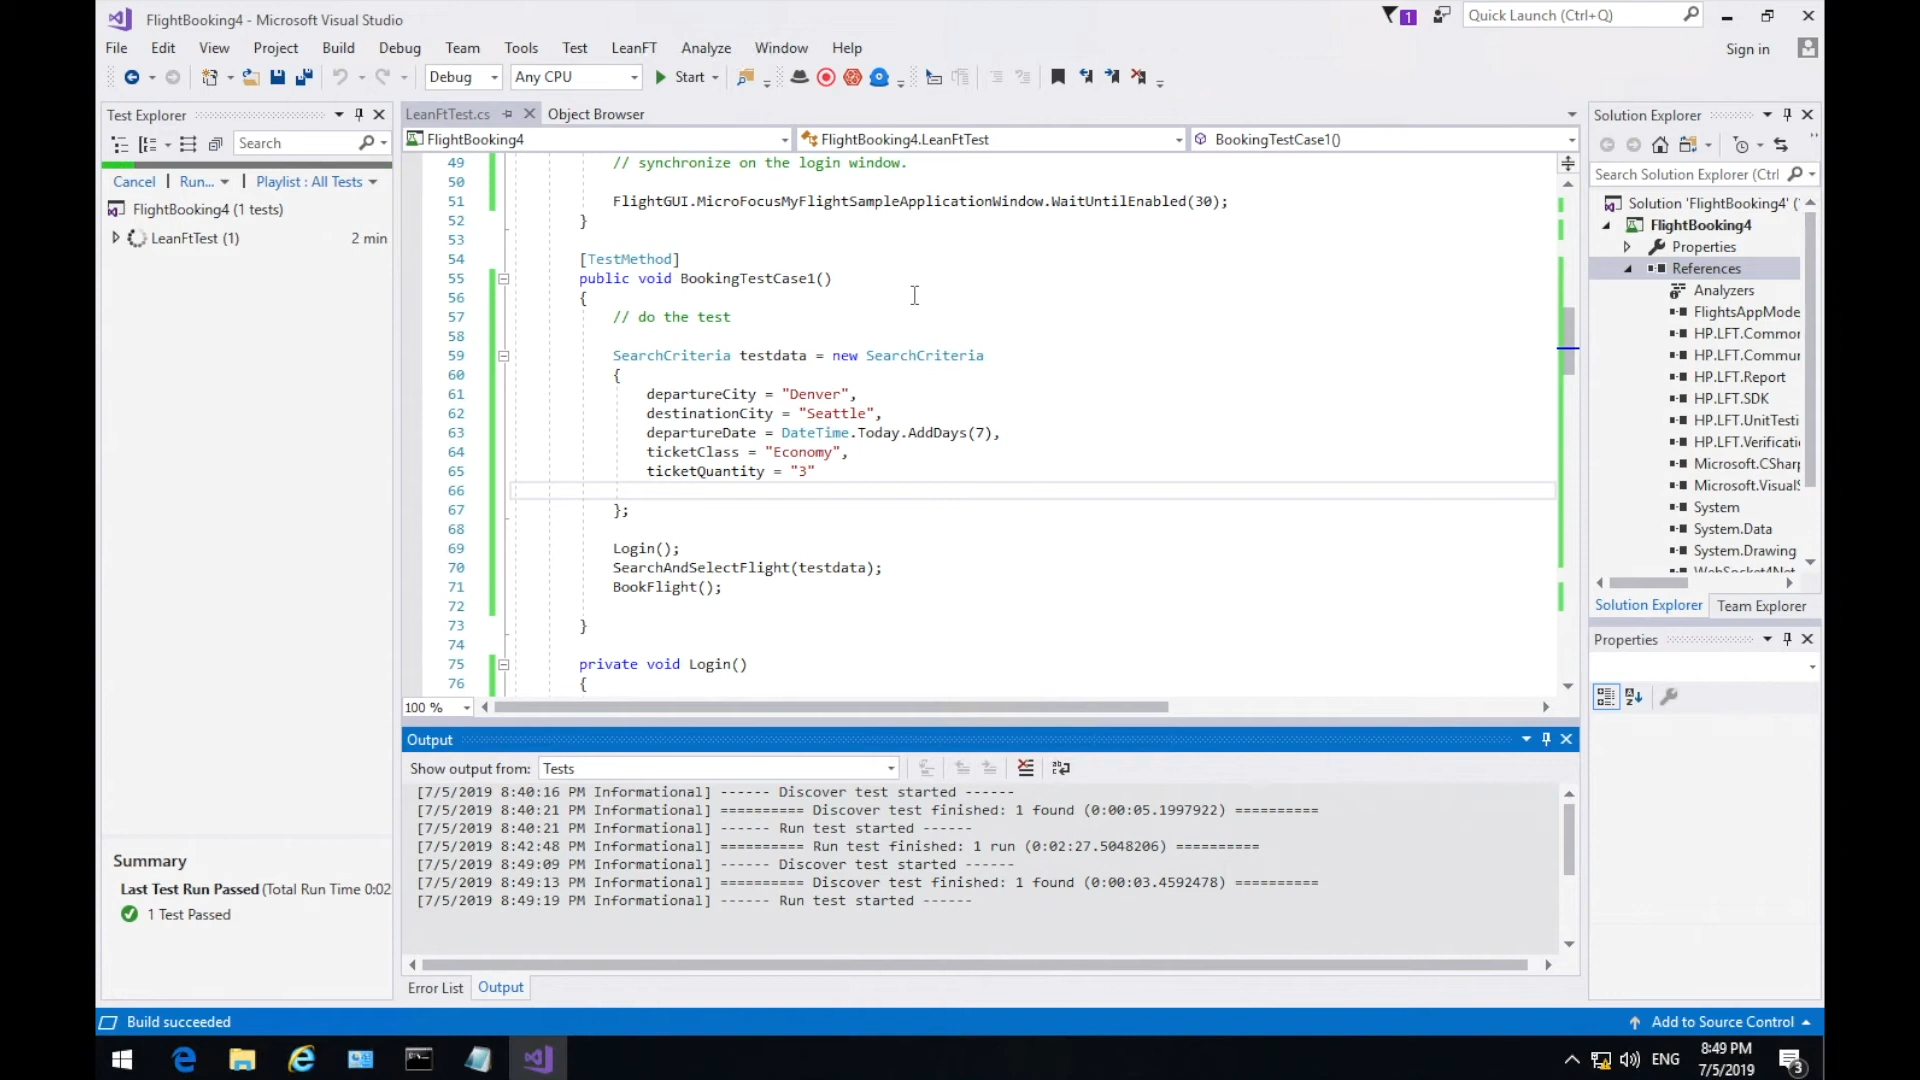 FlightBooking4 - Microsoft Visual Studio
1
Quick Launch (Ctrl+Q)
File Edit View Project Build Debug Team Tools Test LeanFT Analyze Window Help
Sign in
Debug Any CPU Start
Test Explorer
Search
Cancel | Run... | Playlist : All Tests
FlightBooking4 (1 tests)
LeanFtTest (1) 2 min
Summary
Last Test Run Passed (Total Run Time 0:02
1 Test Passed
LeanFtTest.cs Object Browser
FlightBooking4 FlightBooking4.LeanFtTest BookingTestCase1()
49 // synchronize on the login window.
50
51 FlightGUI.MicroFocusMyFlightSampleApplicationWindow.WaitUntilEnabled(30);
52 }
53
54 [TestMethod]
55 public void BookingTestCase1()
56 {
57 // do the test
58
59 SearchCriteria testdata = new SearchCriteria
60 {
61 departureCity = "Denver",
62 destinationCity = "Seattle",
63 departureDate = DateTime.Today.AddDays(7),
64 ticketClass = "Economy",
65 ticketQuantity = "3"
66
67 };
68
69 Login();
70 SearchAndSelectFlight(testdata);
71 BookFlight();
72
73 }
74
75 private void Login()
76 {
100 %
Output
Show output from: Tests
[7/5/2019 8:40:16 PM Informational] ------ Discover test started ------
[7/5/2019 8:40:21 PM Informational] ========== Discover test finished: 1 found (0:00:05.1997922) ==========
[7/5/2019 8:40:21 PM Informational] ------ Run test started ------
[7/5/2019 8:42:48 PM Informational] ========== Run test finished: 1 run (0:02:27.5048206) ==========
[7/5/2019 8:49:09 PM Informational] ------ Discover test started ------
[7/5/2019 8:49:13 PM Informational] ========== Discover test finished: 1 found (0:00:03.4592478) ==========
[7/5/2019 8:49:19 PM Informational] ------ Run test started ------
Error List Output
Solution Explorer
Search Solution Explorer (Ctrl
Solution 'FlightBooking4' (
FlightBooking4
Properties
References
Analyzers
FlightsAppMode
HP.LFT.Common
HP.LFT.Commun
HP.LFT.Report
HP.LFT.SDK
HP.LFT.UnitTesti
HP.LFT.Verificati
Microsoft.CSharp
Microsoft.VisualS
System
System.Data
System.Drawing
WebSocket4Net
Solution Explorer Team Explorer
Properties
Build succeeded
Add to Source Control
ENG
8:49 PM
7/5/2019
3